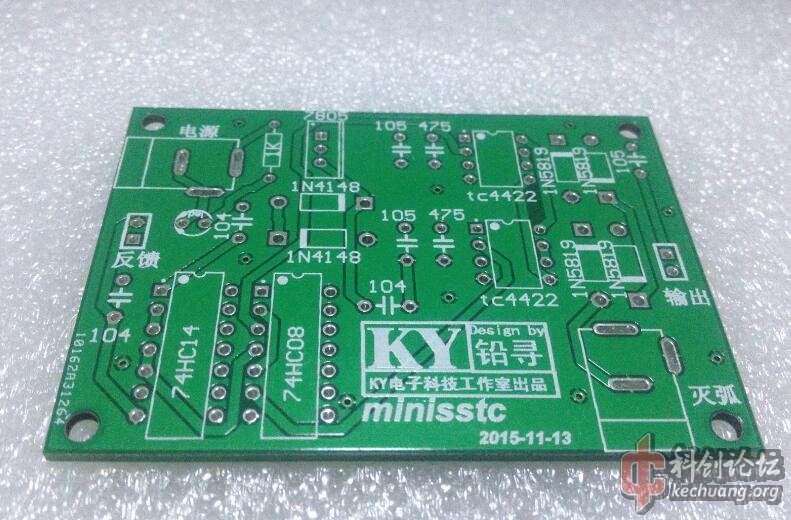 电源
7805
105
475
1K
1N4148
104
tc4422
1N5819
1N5819
105
反馈
1N4148
105
475
tc4422
1N5819
1N5819
输出
104
104
74HC14
74HC08
KY
Design by
铅寻
KY电子科技工作室出品
minisstc
2015-11-13
灭弧
10162A31264
科创论坛
kechuang.org